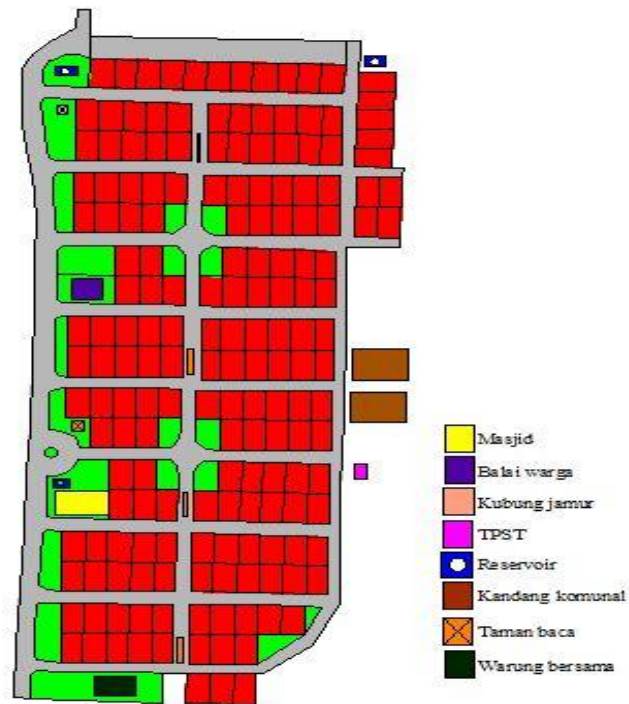 Masjid
Balai warga
Kubung jamur
TPST
Reservoir
Kandang komunal
Taman baca
Warung bersama